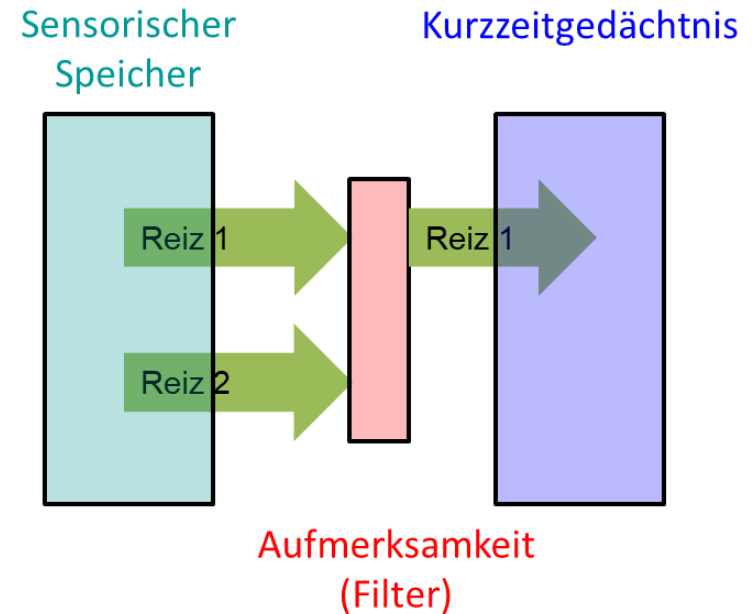 Sensorischer
Speicher
Kurzzeitgedächtnis
Reiz 1
Reiz 1
Reiz 2
Aufmerksamkeit
(Filter)